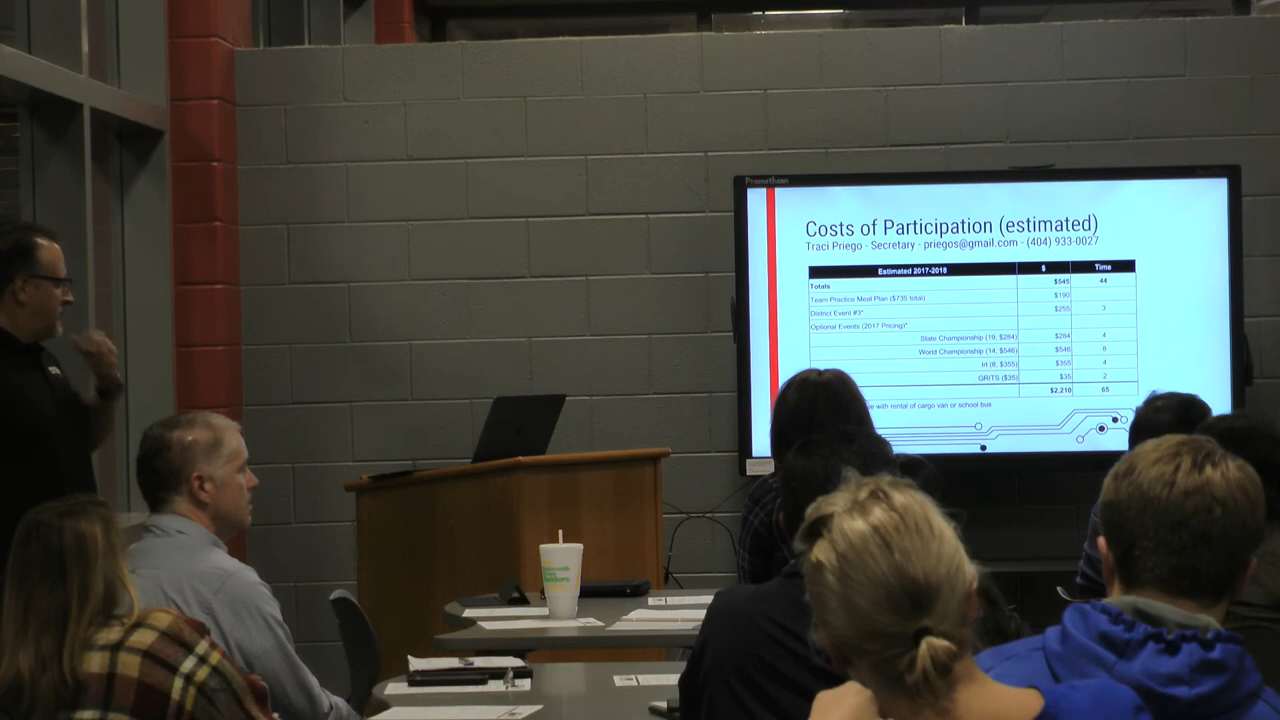 Promethean
Costs of Participation (estimated)
Traci Priego - Secretary - priegos@gmail.com - (404) 933-0027
Estimated 2017-2018 $ Time
Totals $545 44
Team Practice Meal Plan ($735 total) $190
District Event #3* $255 3
Optional Events (2017 Pricing)*
State Championship (19; $284) $284 4
World Championship (14; $546) $546 8
IRI (8; $355) $355 4
GRITS ($35) $35 2
$2,210 65
with rental of cargo van or school bus